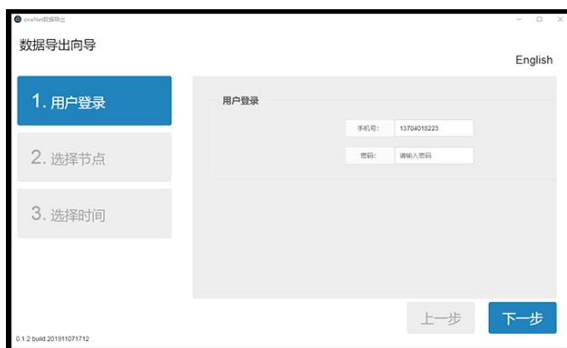 oneNet数据导出
数据导出向导
English
1. 用户登录
2. 选择节点
3. 选择时间
用户登录
手机号: 13704018223
密码: 请输入密码
上一步 下一步
0.1.2 build 201911071712